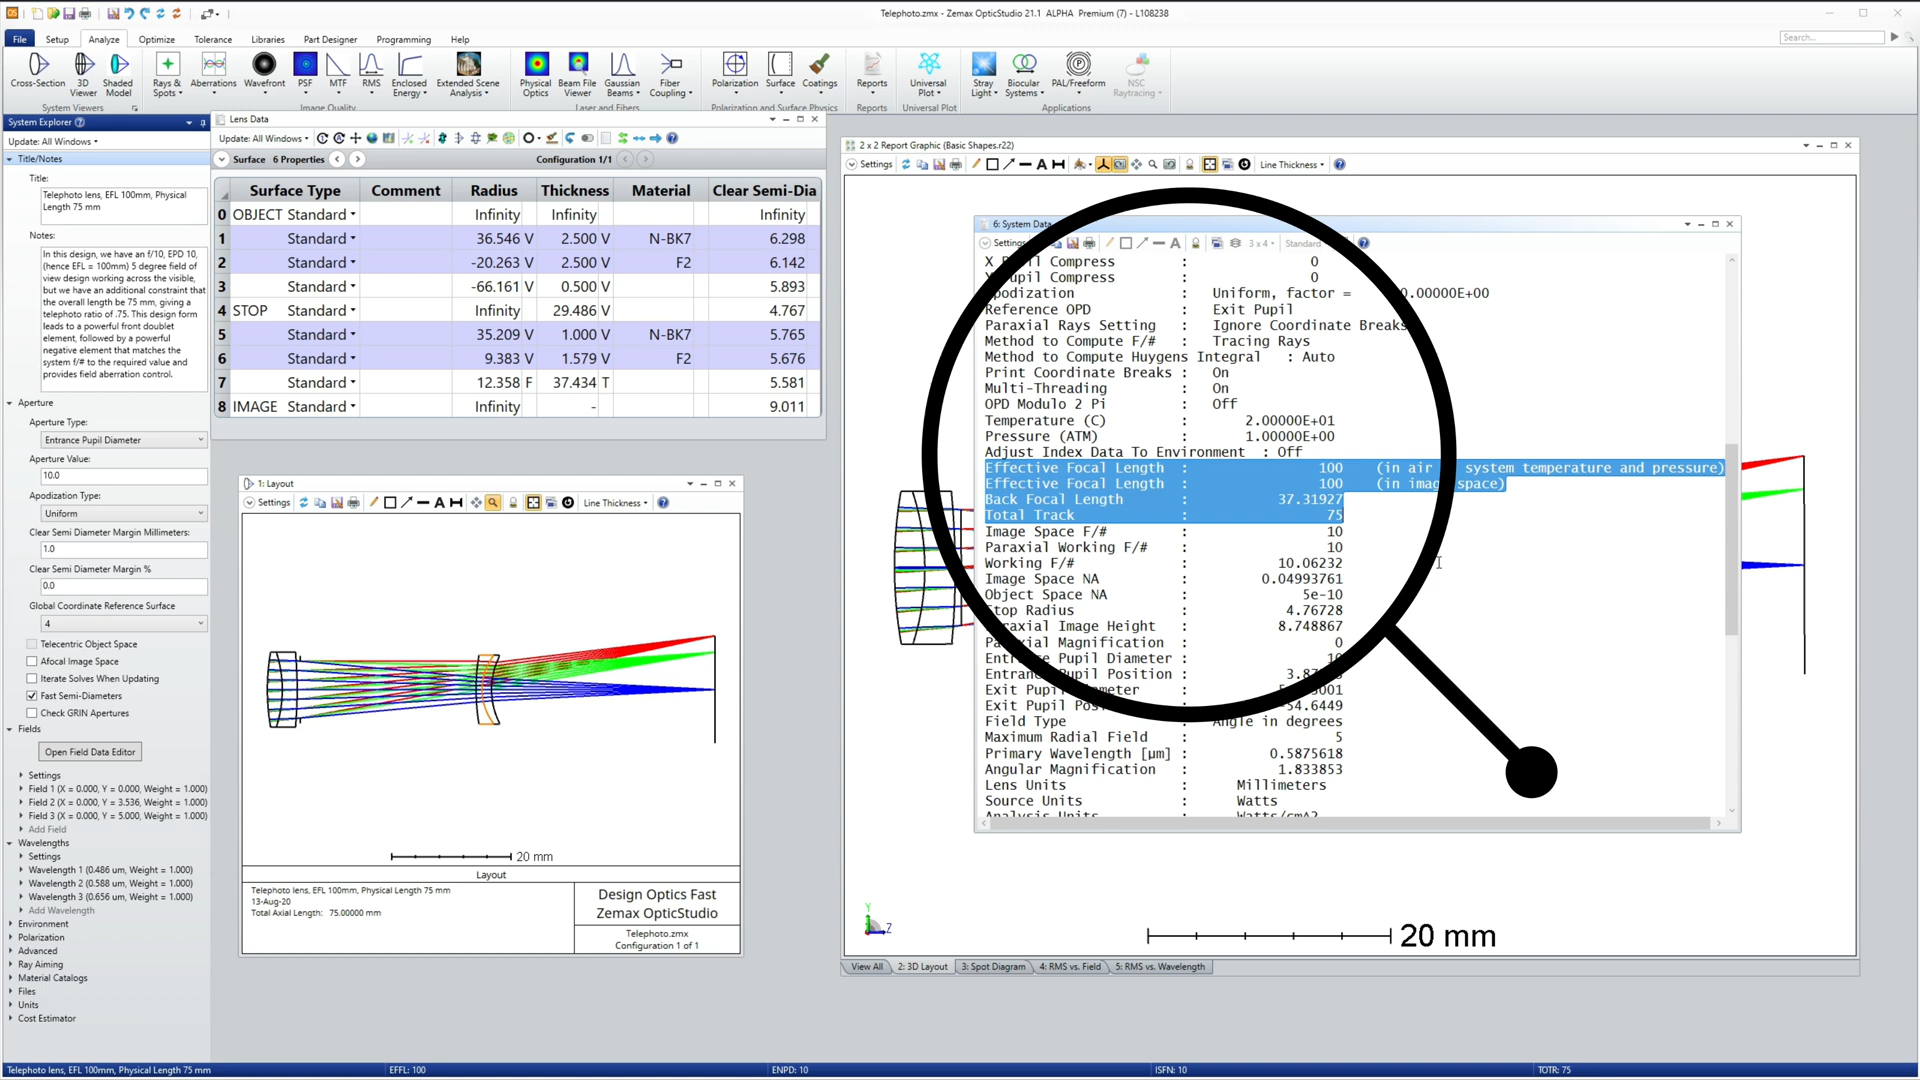 Telephoto.zmx - Zemax OpticStudio 21.1 ALPHA Premium (7) - L108238
File Setup Analyze Optimize Tolerance Libraries Part Designer Programming Help
Search...
Cross-Section 3D Viewer Shaded Model Rays & Spots Aberrations Wavefront PSF MTF RMS Enclosed Energy Extended Scene Analysis Physical Optics Beam File Viewer Gaussian Beams Fiber Coupling Polarization Surface Coatings Reports Universal Plot Stray Light Biocular Systems PAL/Freeform NSC Raytracing
System Viewers Image Quality Laser and Fibers Polarization and Surface Physics Reports Universal Plot Applications
System Explorer
Update: All Windows
Title/Notes
Title:
Telephoto lens, EFL 100mm, Physical
Length 75 mm
Notes:
In this design, we have an f/10, EPD 10,
(hence EFL = 100mm) 5 degree field of
view design working across the visible,
but we have an additional constraint that
the overall length be 75 mm, giving a
telephoto ratio of .75. This design form
leads to a powerful front doublet
element, followed by a powerful
negative element that matches the
system f/# to the required value and
provides field aberration control.
Aperture
Aperture Type:
Entrance Pupil Diameter
Aperture Value:
10.0
Apodization Type:
Uniform
Clear Semi Diameter Margin Millimeters:
1.0
Clear Semi Diameter Margin %
0.0
Global Coordinate Reference Surface
4
Telecentric Object Space
Afocal Image Space
Iterate Solves When Updating
Fast Semi-Diameters
Check GRIN Apertures
Fields
Open Field Data Editor
Settings
Field 1 (X = 0.000, Y = 0.000, Weight = 1.000)
Field 2 (X = 0.000, Y = 3.536, Weight = 1.000)
Field 3 (X = 0.000, Y = 5.000, Weight = 1.000)
Add Field
Wavelengths
Settings
Wavelength 1 (0.486 um, Weight = 1.000)
Wavelength 2 (0.588 um, Weight = 1.000)
Wavelength 3 (0.656 um, Weight = 1.000)
Add Wavelength
Environment
Polarization
Advanced
Ray Aiming
Material Catalogs
Files
Units
Cost Estimator
Lens Data
Update: All Windows
Surface 6 Properties Configuration 1/1
Surface Type Comment Radius Thickness Material Clear Semi-Dia
0 OBJECT Standard Infinity Infinity Infinity
1 Standard 36.546 V 2.500 V N-BK7 6.298
2 Standard -20.263 V 2.500 V F2 6.142
3 Standard -66.161 V 0.500 V 5.893
4 STOP Standard Infinity 29.486 V 4.767
5 Standard 35.209 V 1.000 V N-BK7 5.765
6 Standard 9.383 V 1.579 V F2 5.676
7 Standard 12.358 F 37.434 T 5.581
8 IMAGE Standard Infinity - 9.011
1: Layout
Settings Line Thickness
20 mm
Layout
Telephoto lens, EFL 100mm, Physical Length 75 mm
13-Aug-20
Total Axial Length: 75.00000 mm
Design Optics Fast
Zemax OpticStudio
Telephoto.zmx
Configuration 1 of 1
2 x 2 Report Graphic (Basic Shapes.r22)
Settings Line Thickness
6: System Data
Settings 3 x 4 Standard
X Compress : 0
Compress : 0
: Uniform, factor = 0.00000E+00
Reference OPD : Exit Pupil
Paraxial Rays Setting : Ignore Coordinate Breaks
Method to Compute F/# : Tracing Rays
Method to Compute Huygens Integral : Auto
Print Coordinate Breaks : On
Multi-Threading : On
OPD Modulo 2 Pi : Off
Temperature (C) : 2.00000E+01
Pressure (ATM) : 1.00000E+00
Adjust Index Data To Environment : Off
Effective Focal Length : 100 (in air system temperature and pressure)
Effective Focal Length : 100 (in image space)
Back Focal Length : 37.31927
Total Track : 75
Image Space F/# : 10
Paraxial Working F/# : 10
Working F/# : 10.06232
Image Space NA : 0.04993761
Object Space NA : 5e-10
Stop Radius : 4.76728
Paraxial Image Height : 8.748867
Paraxial Magnification : 0
Entrance Pupil Diameter : 10
Entrance Pupil Position :
Exit Pupil Diameter :
Exit Pupil : -54.6449
Field Type : Angle in degrees
Maximum Radial Field : 5
Primary Wavelength [µm] : 0.5875618
Angular Magnification : 1.833853
Lens Units : Millimeters
Source Units : Watts
Analysis Units : Watts/cm^2
Y
Z
20 mm
View All 2: 3D Layout 3: Spot Diagram 4: RMS vs. Field 5: RMS vs. Wavelength
Telephoto lens, EFL 100mm, Physical Length 75 mm EFFL: 100 ENPD: 10 ISFN: 10 TOTR: 75